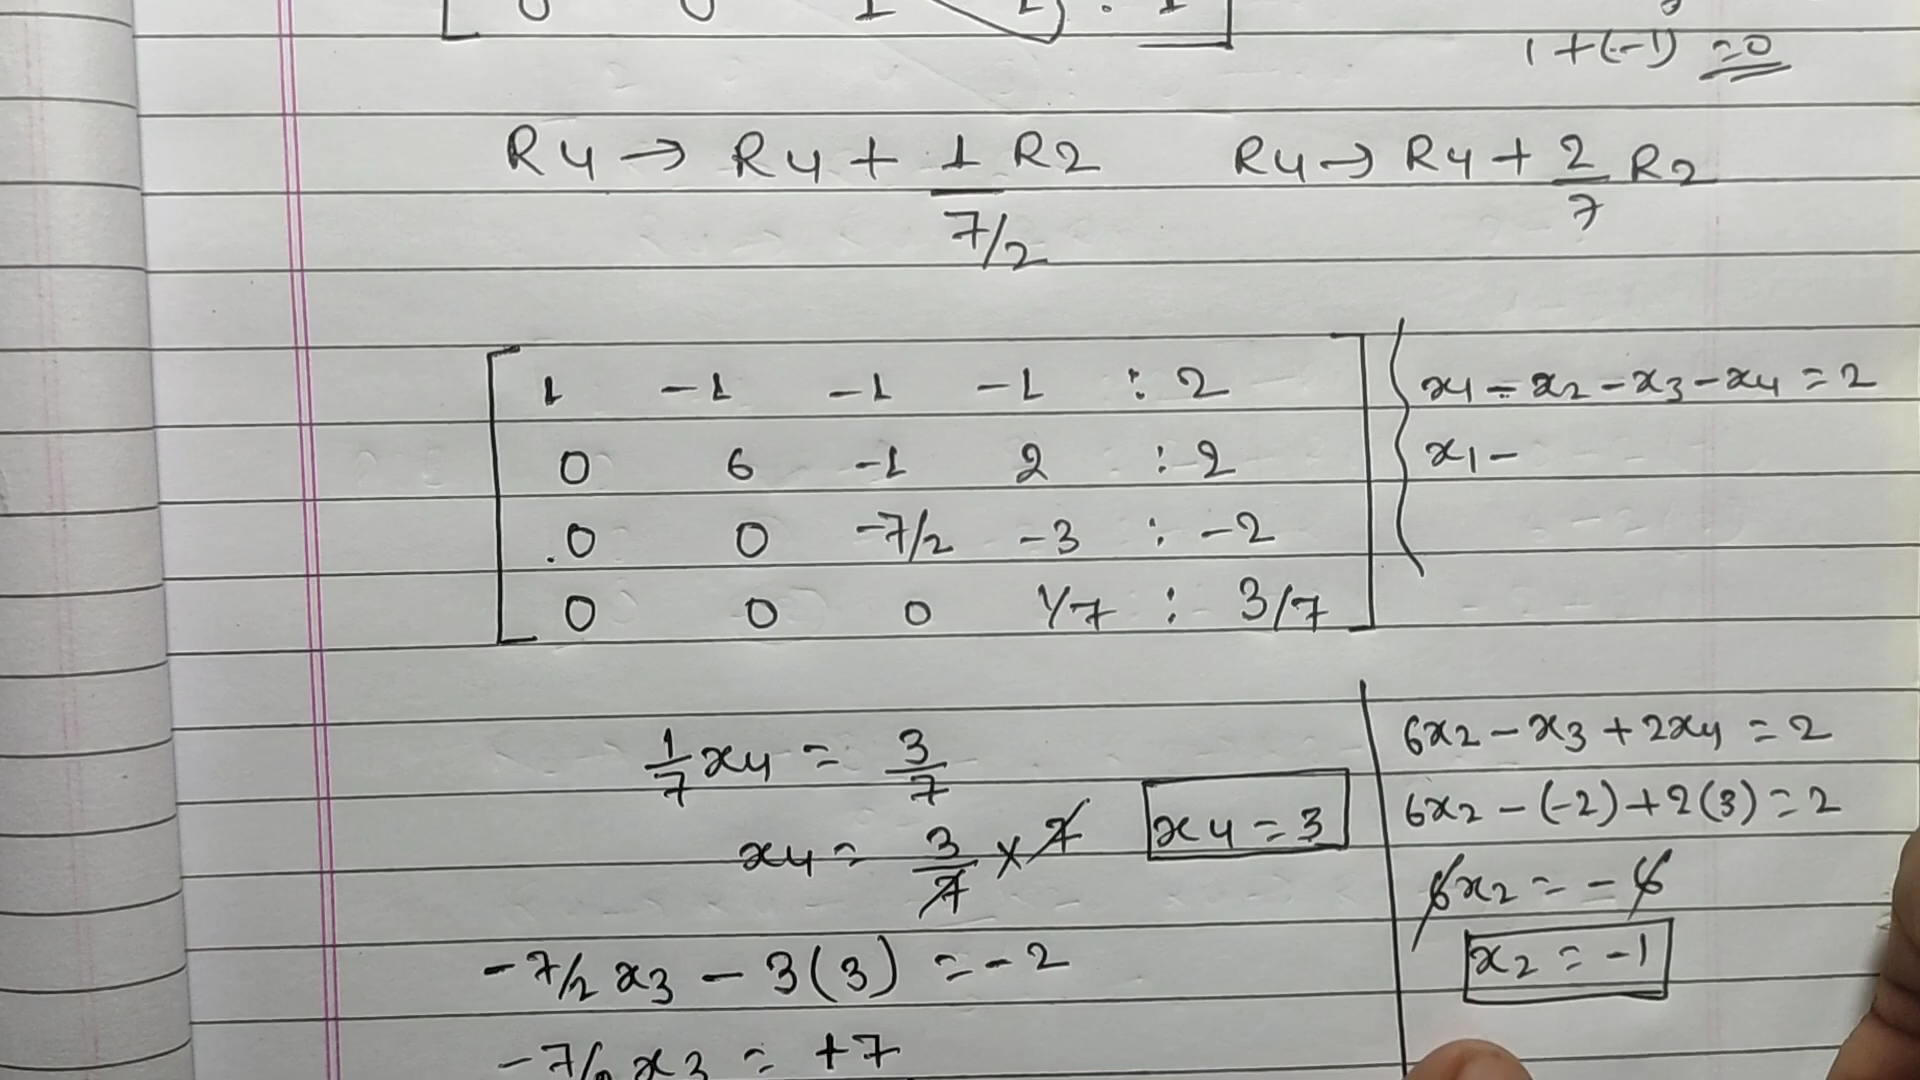 0 0 1 : 1
1 + (-1) = 0
R4 → R4 + 1/(7/2) R2 R4 → R4 + 2/7 R2
1 -1 -1 -1 : 2
0 6 -1 2 : 2
0 0 -7/2 -3 : -2
0 0 0 1/7 : 3/7
x1 - x2 - x3 - x4 = 2
x1 -
1/7 x4 = 3/7
x4 = 3/7 × 7 x4 = 3
-7/2 x3 - 3(3) = -2
-7/2 x3 = +7
6x2 - x3 + 2x4 = 2
6x2 - (-2) + 2(3) = 2
6x2 = -6
x2 = -1